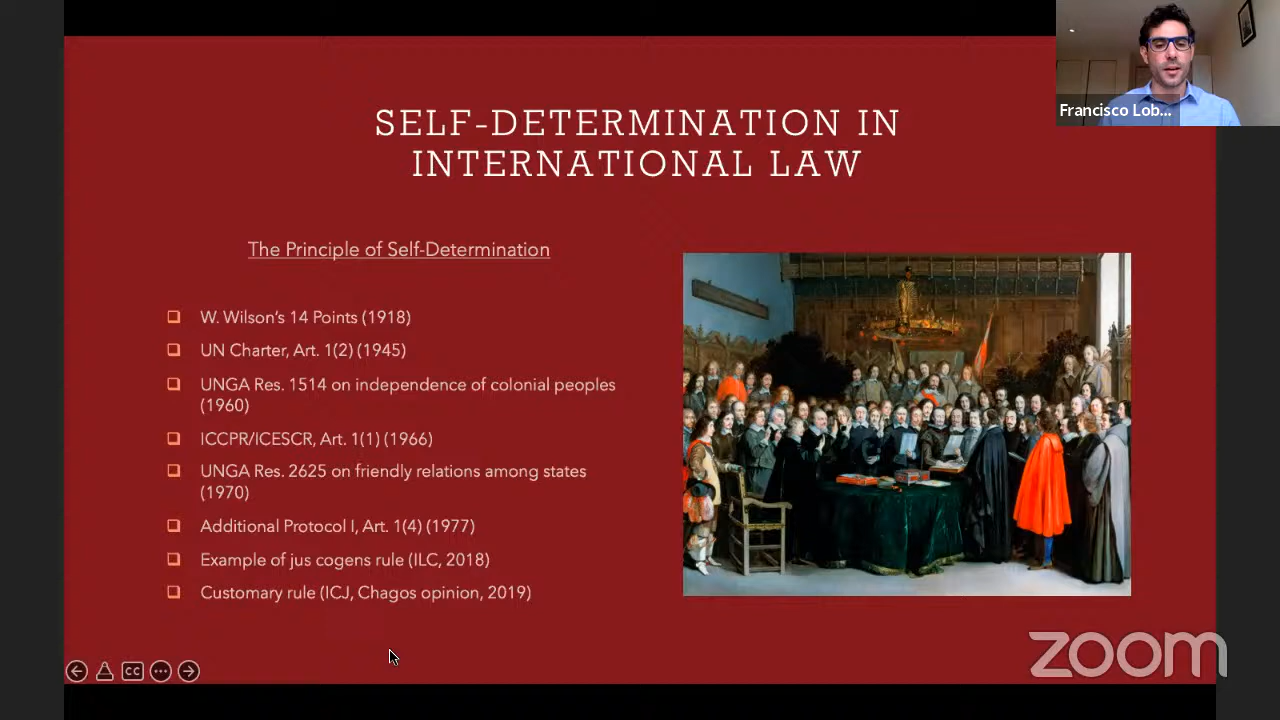 SELF-DETERMINATION IN
INTERNATIONAL LAW
Francisco Lob...
The Principle of Self-Determination
W. Wilson's 14 Points (1918)
UN Charter, Art. 1(2) (1945)
UNGA Res. 1514 on independence of colonial peoples
(1960)
ICCPR/ICESCR, Art. 1(1) (1966)
UNGA Res. 2625 on friendly relations among states
(1970)
Additional Protocol I, Art. 1(4) (1977)
Example of jus cogens rule (ILC, 2018)
Customary rule (ICJ, Chagos opinion, 2019)
CC
zoom